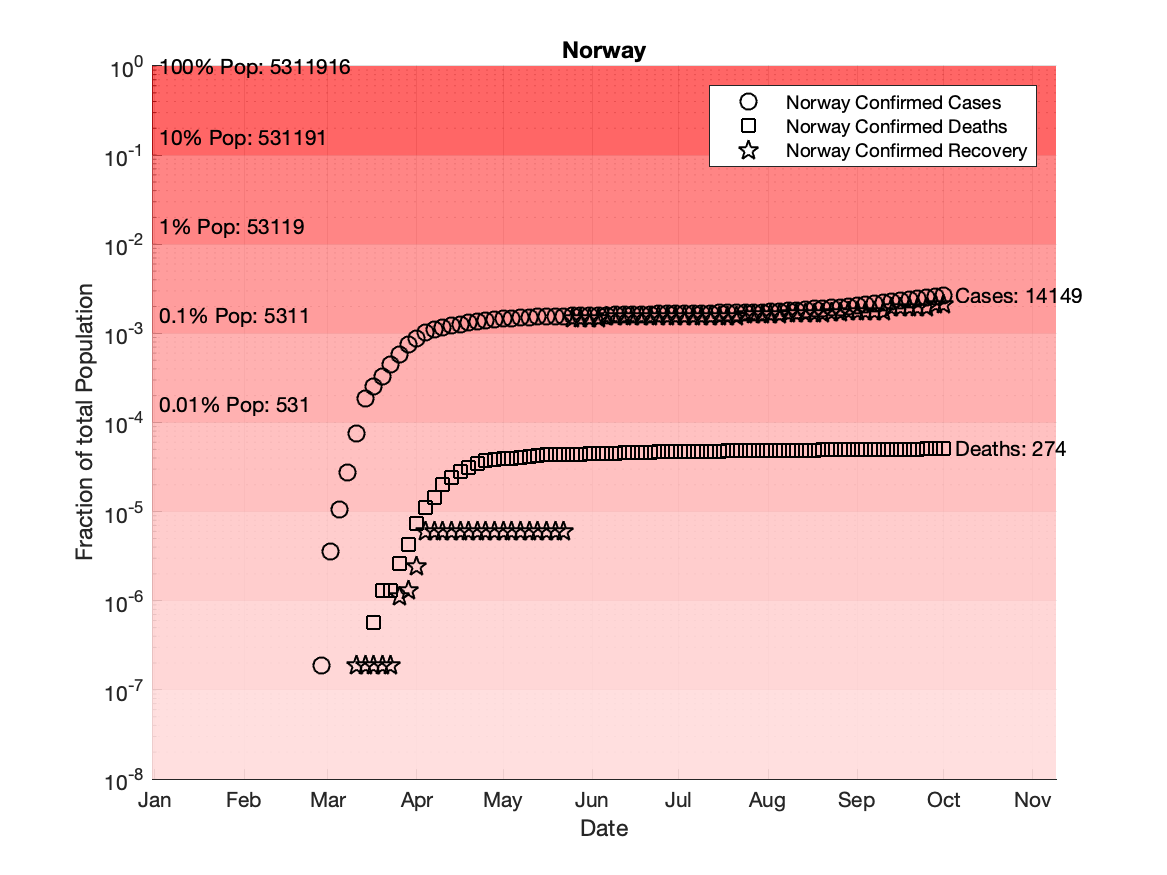 Norway
10^0
100% Pop: 5311916
Norway Confirmed Cases
Norway Confirmed Deaths
Norway Confirmed Recovery
10% Pop: 531191
10^-1
1% Pop: 53119
10^-2
Cases: 14149
0.1% Pop: 5311
10^-3
0.01% Pop: 531
10^-4
Deaths: 274
10^-5
10^-6
10^-7
10^-8
Fraction of total Population
Jan Feb Mar Apr May Jun Jul Aug Sep Oct Nov
Date